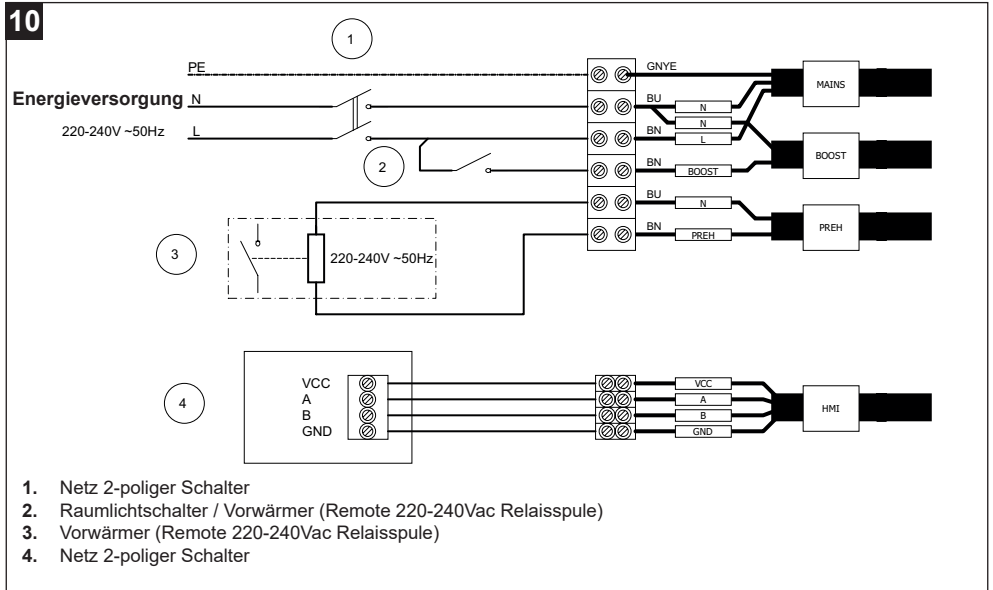 10
1
PE
GNYE
MAINS
Energieversorgung
N
BU
N
N
220-240V ~50Hz
L
BN
L
2
BOOST
BN
BOOST
BU
N
PREH
BN
PREH
3
220-240V ~50Hz
4
VCC
VCC
A
A
HMI
B
B
GND
GND
1. Netz 2-poliger Schalter
2. Raumlichtschalter / Vorwärmer (Remote 220-240Vac Relaisspule)
3. Vorwärmer (Remote 220-240Vac Relaisspule)
4. Netz 2-poliger Schalter